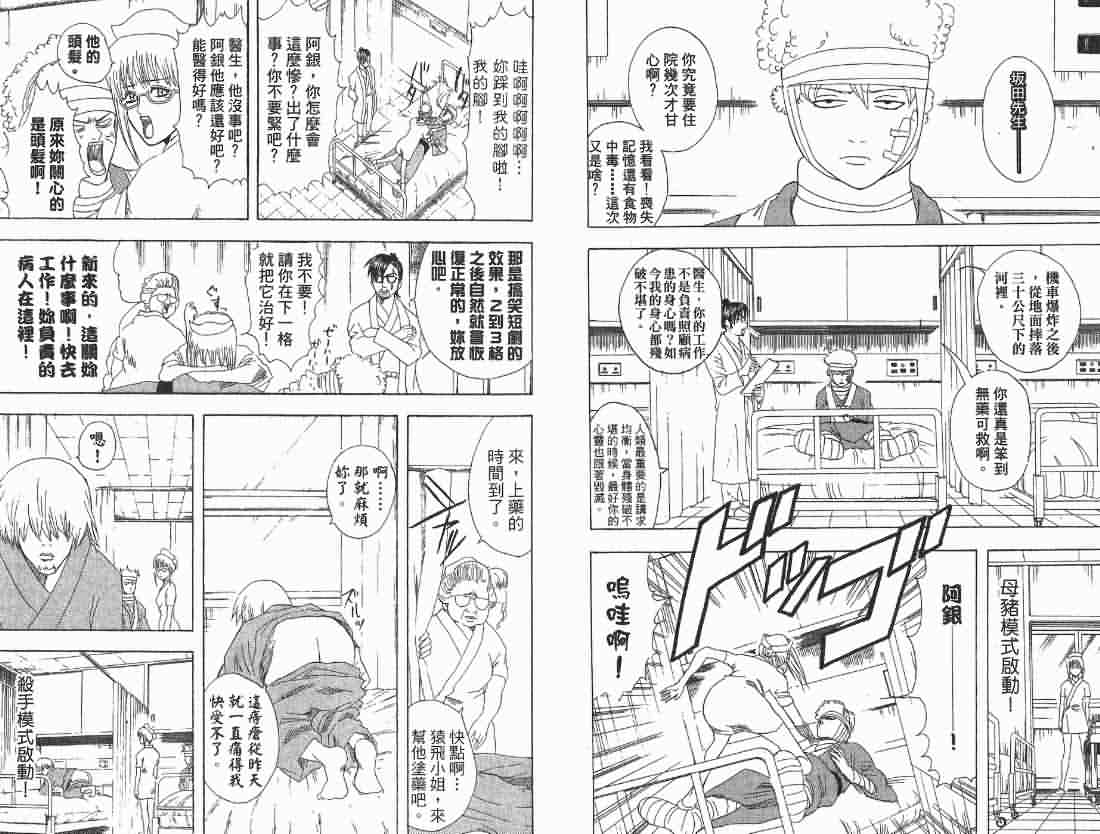 坂田先生——
你究竟要住
院幾次才甘
心啊？
我看看！喪失
記憶還有食物
中毒……這次
又是啥？
機車爆炸之後
，從地面摔落
三十公尺下的
河裡。
你還真是笨到
無藥可救啊。
醫生，你的工作
不是負責照顧病
患的身心嗎？如
今我的身心都殘
破不堪了。
人類最重要的是講求
均衡，當身體殘破不
堪的時候，最好你的
心靈也跟著毀滅。
母豬模式啟動！
！
阿銀
ドッゴォ
嗚哇啊！
哇啊啊啊啊…
妳踩到我的腳啦！
我的腳！
阿銀，你怎麼會
這麼慘？出了什麼
事？你不要緊吧？
醫生，他沒事吧？
阿銀他應該還好吧？
能醫得好嗎？
他的
頭髮。
原來妳關心的
是頭髮啊！
那是搞笑短劇的
效果，2到3格
之後自然就會恢
復正常的，妳放
心吧。
我不要！
請你在下一格
就把它治好！
新來的，這關妳
什麼事啊！快去
工作！妳負責的
病人在這裡！
來，上藥的
時間到了。
快點啊…
猿飛小姐，來
幫他塗藥吧。
啊……
那就麻煩
妳了。
這痔瘡從昨天
就一直痛得我
快受不了。
嗯！
殺手模式啟動！